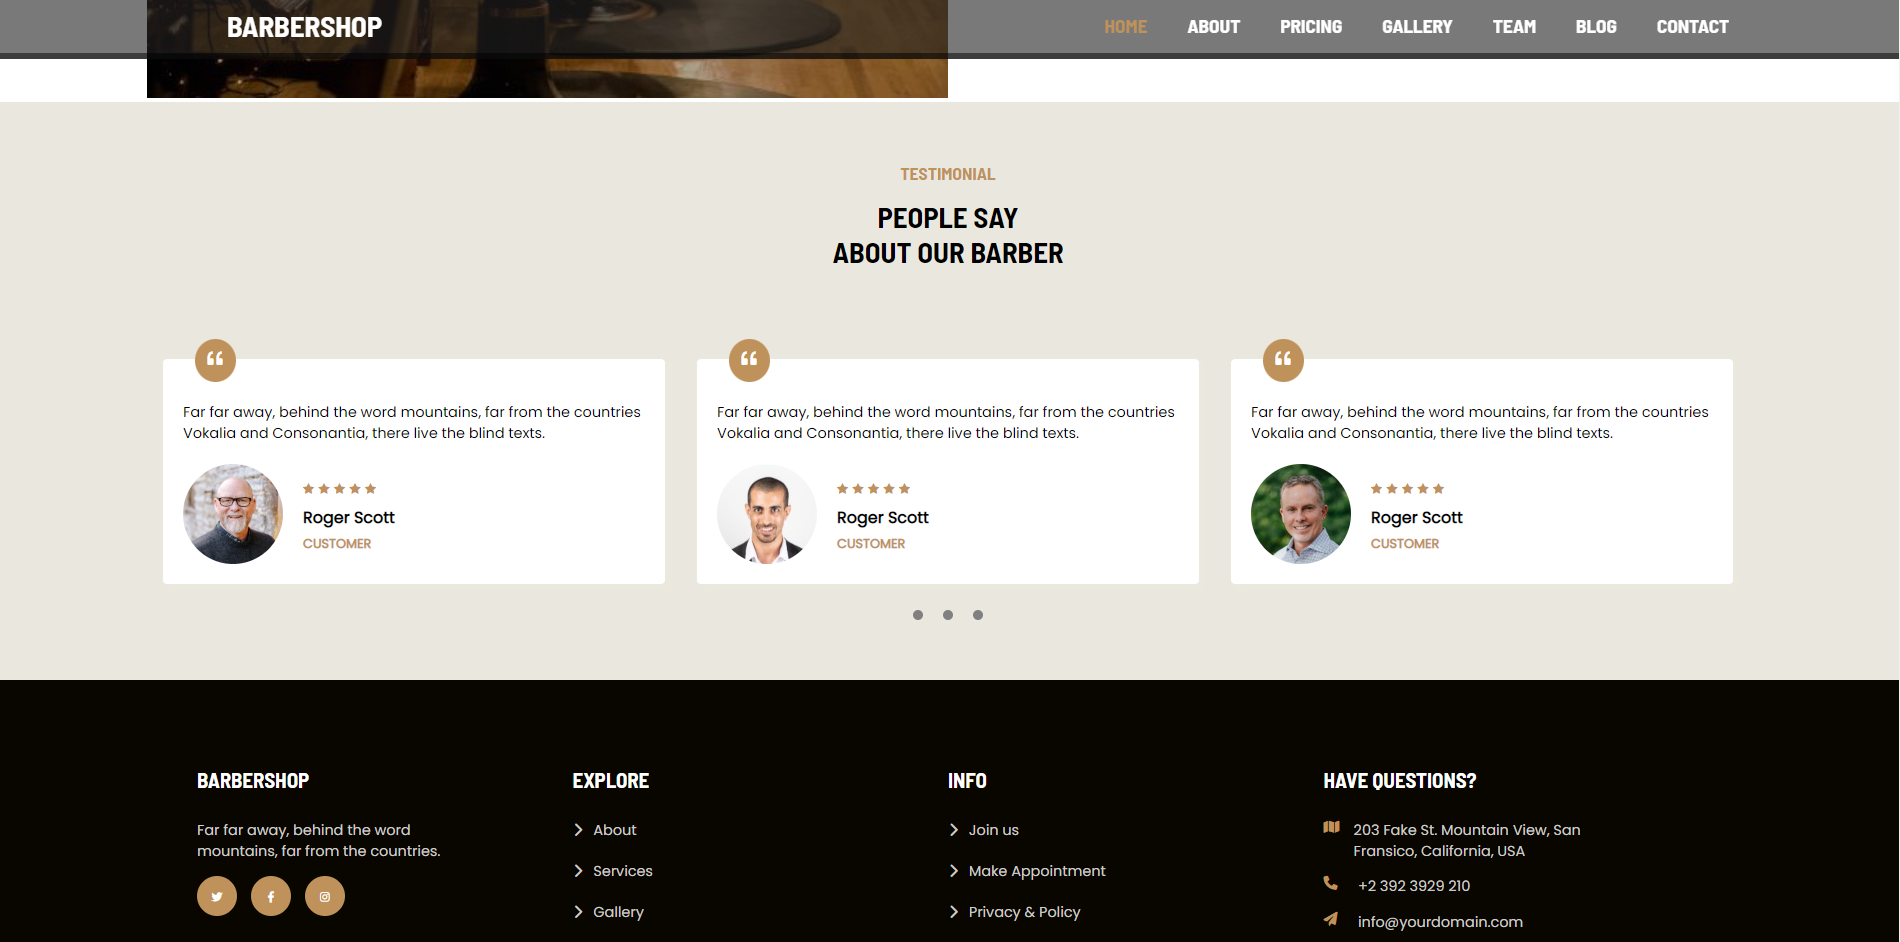 BARBERSHOP
HOME ABOUT PRICING GALLERY TEAM BLOG CONTACT
TESTIMONIAL
PEOPLE SAY
ABOUT OUR BARBER
Far far away, behind the word mountains, far from the countries
Vokalia and Consonantia, there live the blind texts.
Roger Scott
CUSTOMER
Far far away, behind the word mountains, far from the countries
Vokalia and Consonantia, there live the blind texts.
Roger Scott
CUSTOMER
Far far away, behind the word mountains, far from the countries
Vokalia and Consonantia, there live the blind texts.
Roger Scott
CUSTOMER
BARBERSHOP
Far far away, behind the word
mountains, far from the countries.
EXPLORE
About
Services
Gallery
INFO
Join us
Make Appointment
Privacy & Policy
HAVE QUESTIONS?
203 Fake St. Mountain View, San
Fransico, California, USA
+2 392 3929 210
info@yourdomain.com